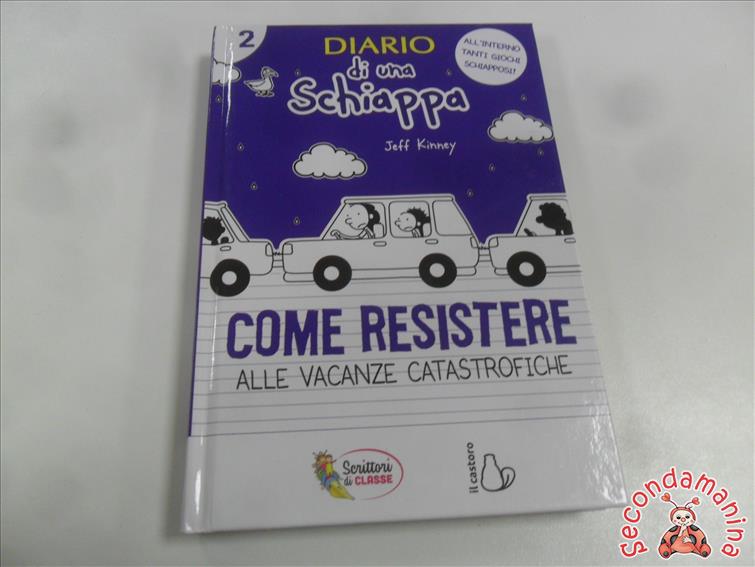 2
DIARIO
di una
Schiappa
ALL'INTERNO
TANTI GIOCHI
SCHIAPPOSI!
Jeff Kinney
COME RESISTERE
ALLE VACANZE CATASTROFICHE
Scrittori
di CLASSE
il castoro
Secondamanina